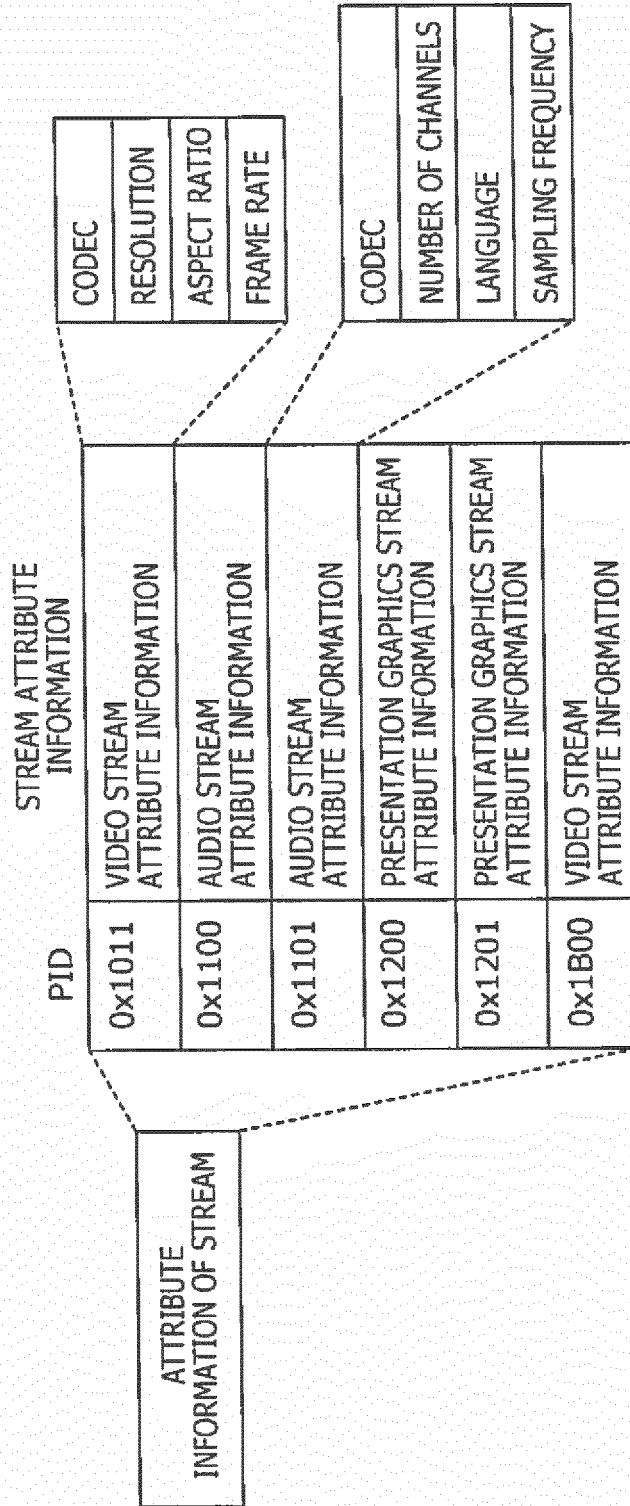 ATTRIBUTE
INFORMATION OF STREAM
PID
STREAM ATTRIBUTE
INFORMATION
0x1011
VIDEO STREAM
ATTRIBUTE INFORMATION
0x1100
AUDIO STREAM
ATTRIBUTE INFORMATION
0x1101
AUDIO STREAM
ATTRIBUTE INFORMATION
0x1200
PRESENTATION GRAPHICS STREAM
ATTRIBUTE INFORMATION
0x1201
PRESENTATION GRAPHICS STREAM
ATTRIBUTE INFORMATION
0x1B00
VIDEO STREAM
ATTRIBUTE INFORMATION
CODEC
RESOLUTION
ASPECT RATIO
FRAME RATE
CODEC
NUMBER OF CHANNELS
LANGUAGE
SAMPLING FREQUENCY